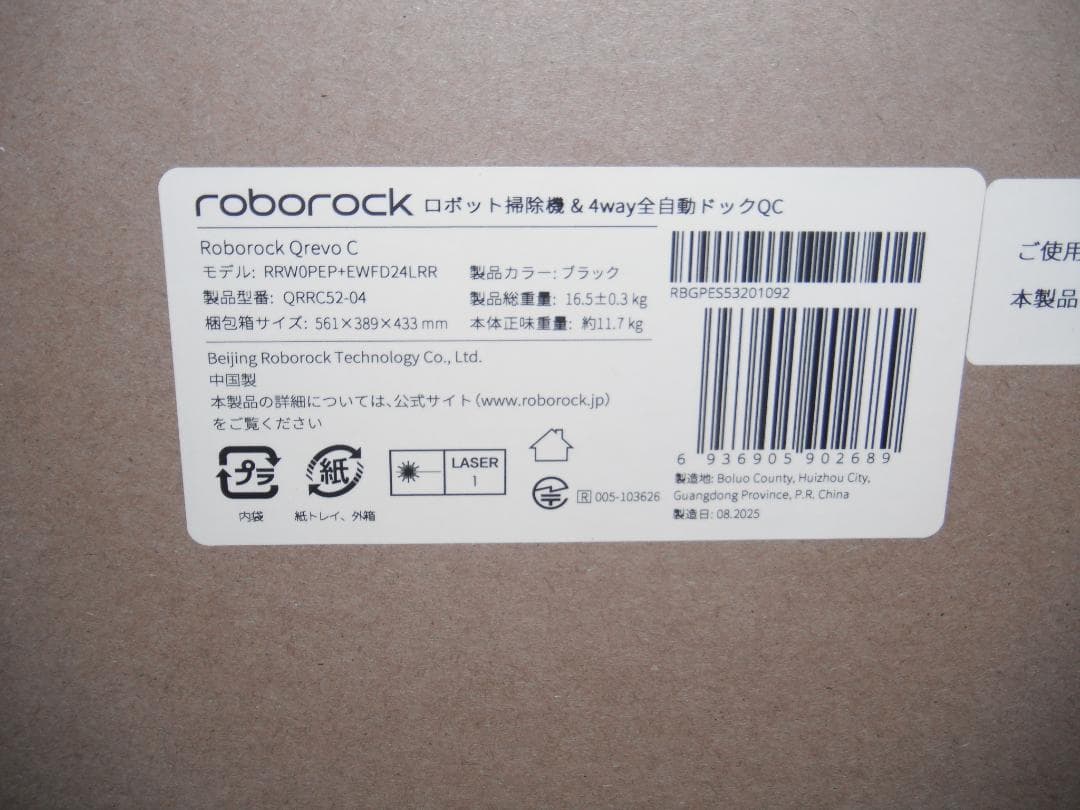 roborock ロボット掃除機 & 4way全自動ドックQC
Roborock Qrevo C
モデル: RRW0PEP+EWFD24LRR 製品カラー: ブラック
製品型番: QRRC52-04 製品総重量: 16.5±0.3 kg
梱包箱サイズ: 561×389×433 mm 本体正味重量: 約11.7 kg
RBGPES53201092
Beijing Roborock Technology Co., Ltd.
中国製
本製品の詳細については、公式サイト（www.roborock.jp）
をご覧ください
プラ
内袋
紙
紙トレイ、外箱
LASER
1
R 005-103626
6 936905 902689
製造地: Boluo County, Huizhou City,
Guangdong Province, P.R. China
製造日: 08.2025
ご使用
本製品